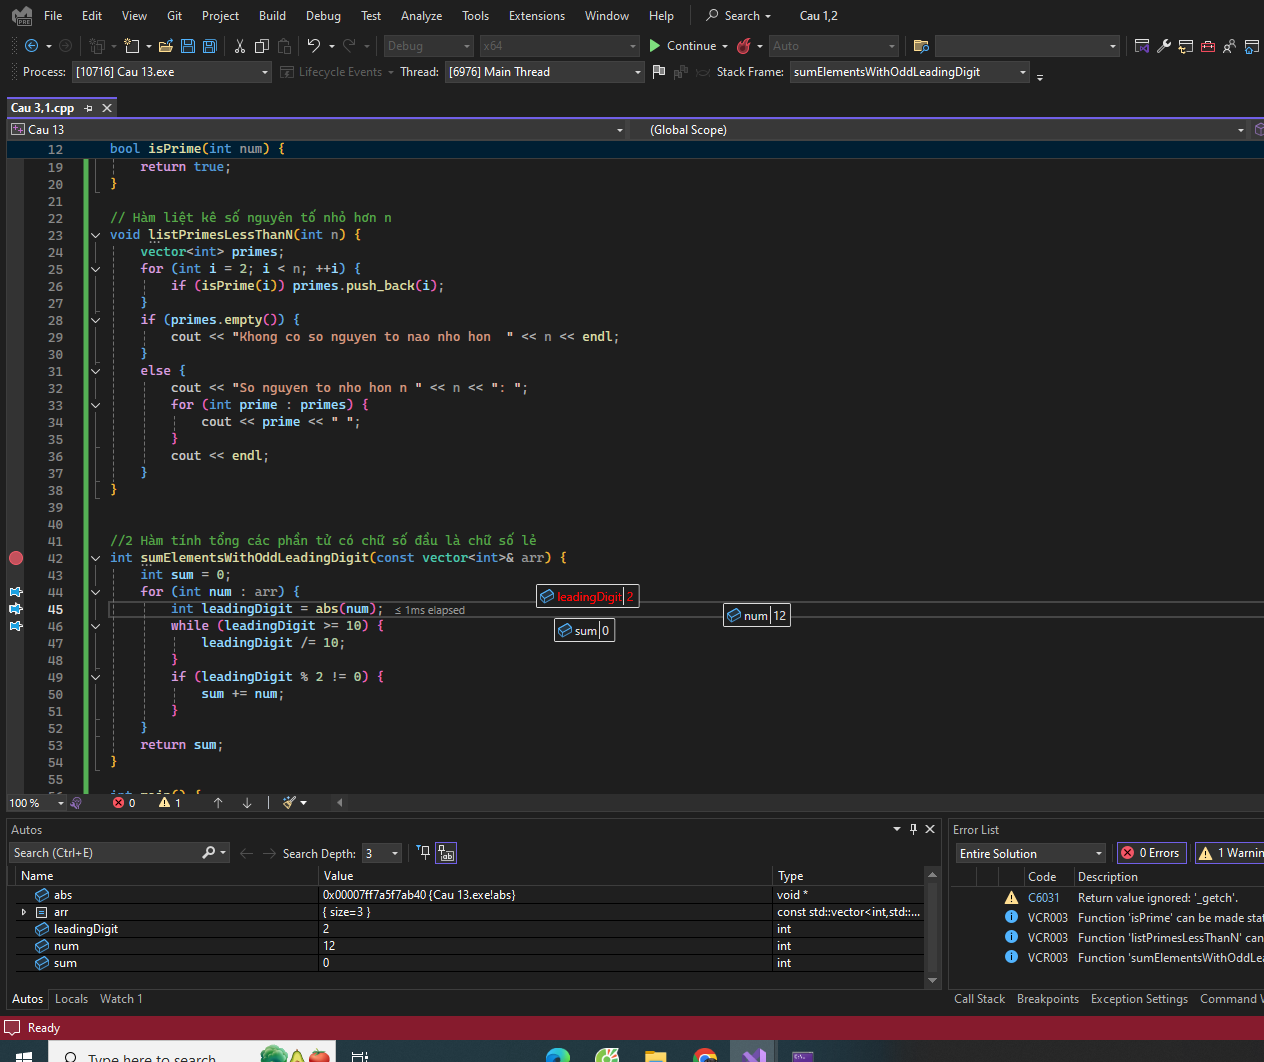 File Edit View Git Project Build Debug Test Analyze Tools Extensions Window Help Search Cau 1,2
Debug x64 Continue Auto
Process: [10716] Cau 13.exe Lifecycle Events Thread: [6976] Main Thread Stack Frame: sumElementsWithOddLeadingDigit
Cau 3,1.cpp
Cau 13 (Global Scope)
12 bool isPrime(int num) {
19 return true;
20 }
21
22 // Hàm liệt kê số nguyên tố nhỏ hơn n
23 void listPrimesLessThanN(int n) {
24 vector<int> primes;
25 for (int i = 2; i < n; ++i) {
26 if (isPrime(i)) primes.push_back(i);
27 }
28 if (primes.empty()) {
29 cout << "Khong co so nguyen to nao nho hon  " << n << endl;
30 }
31 else {
32 cout << "So nguyen to nho hon n " << n << ": ";
33 for (int prime : primes) {
34 cout << prime << " ";
35 }
36 cout << endl;
37 }
38 }
39
40
41 //2 Hàm tính tổng các phần tử có chữ số đầu là chữ số lẻ
42 int sumElementsWithOddLeadingDigit(const vector<int>& arr) {
43 int sum = 0;
44 for (int num : arr) {
leadingDigit 2
45 int leadingDigit = abs(num); ≤ 1ms elapsed
num 12
46 while (leadingDigit >= 10) {
sum 0
47 leadingDigit /= 10;
48 }
49 if (leadingDigit % 2 != 0) {
50 sum += num;
51 }
52 }
53 return sum;
54 }
55
56 int main() {
100 % 0 1
Autos
Search (Ctrl+E) Search Depth: 3
Name Value Type
abs 0x00007ff7a5f7ab40 {Cau 13.exe!abs} void *
arr { size=3 } const std::vector<int,std::...
leadingDigit 2 int
num 12 int
sum 0 int
Autos Locals Watch 1
Error List
Entire Solution 0 Errors 1 Warnin
Code Description
C6031 Return value ignored: '_getch'.
VCR003 Function 'isPrime' can be made stat
VCR003 Function 'listPrimesLessThanN' can
VCR003 Function 'sumElementsWithOddLea
Call Stack Breakpoints Exception Settings Command W
Ready
Type here to search